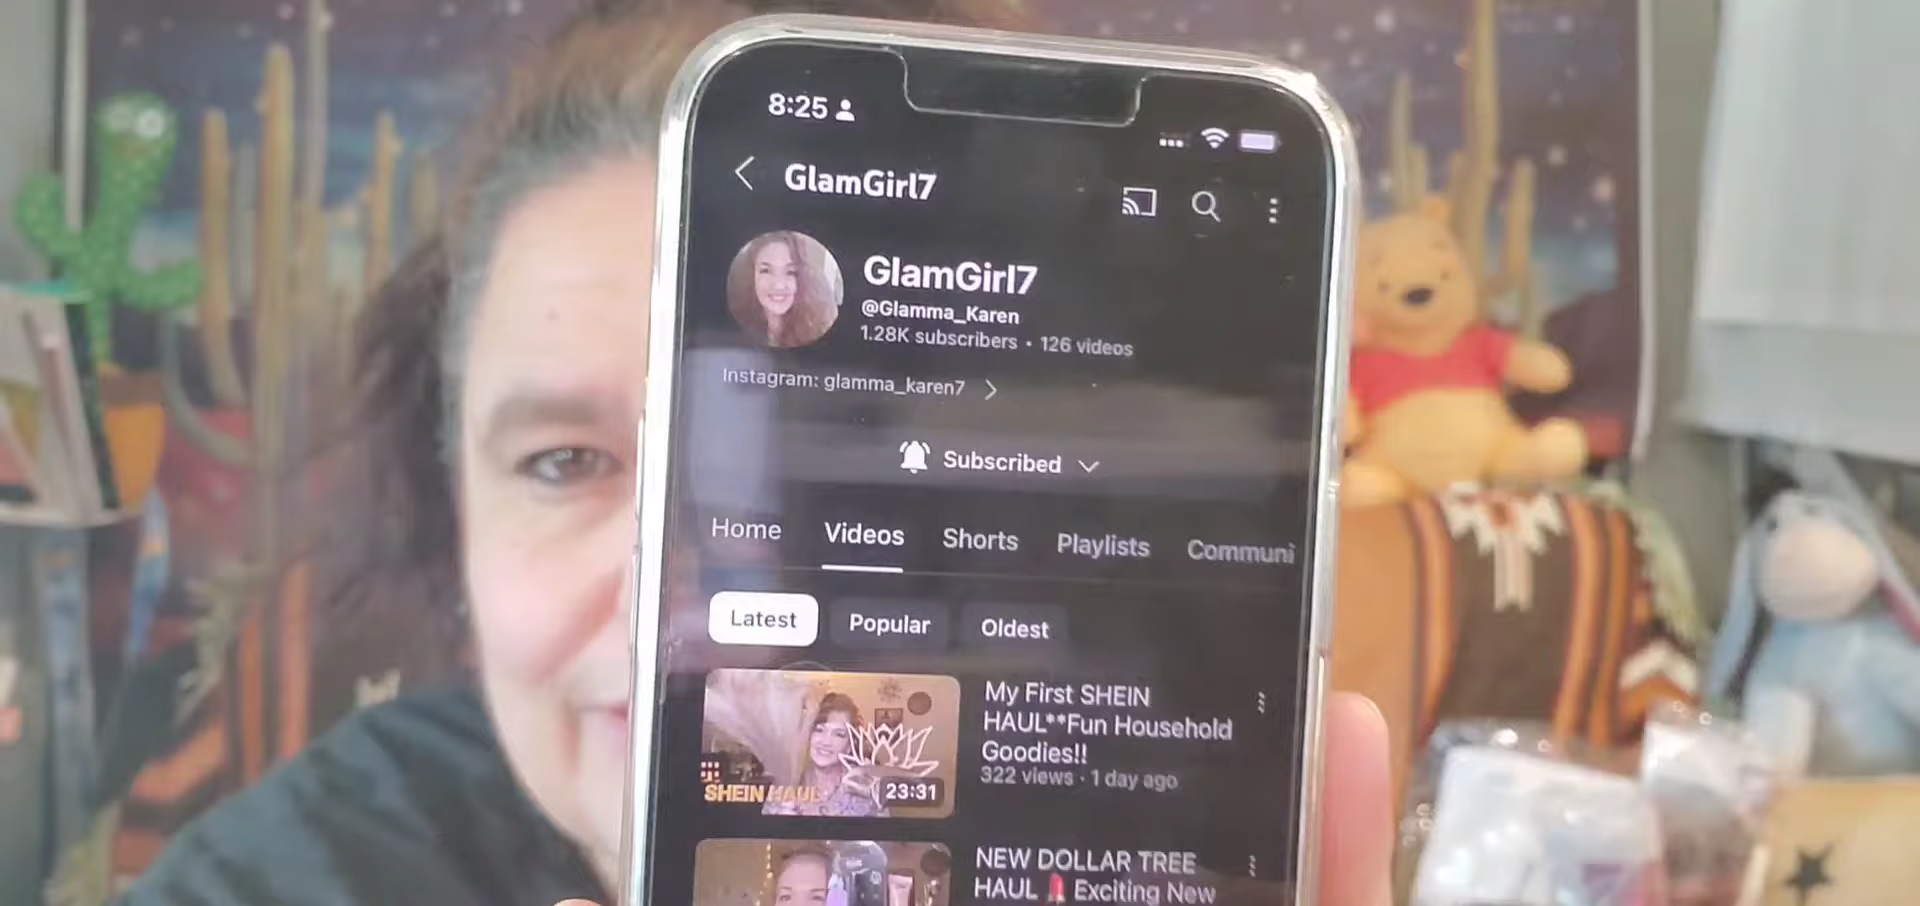 8:25
GlamGirl7
GlamGirl7
@Glamma_Karen
1.28K subscribers • 126 videos
Instagram: glamma_karen7
Subscribed
Home Videos Shorts Playlists Communi
Latest Popular Oldest
My First SHEIN
HAUL**Fun Household
Goodies!!
322 views · 1 day ago
SHEIN HAUL
23:31
NEW DOLLAR TREE
HAUL 💄 Exciting New